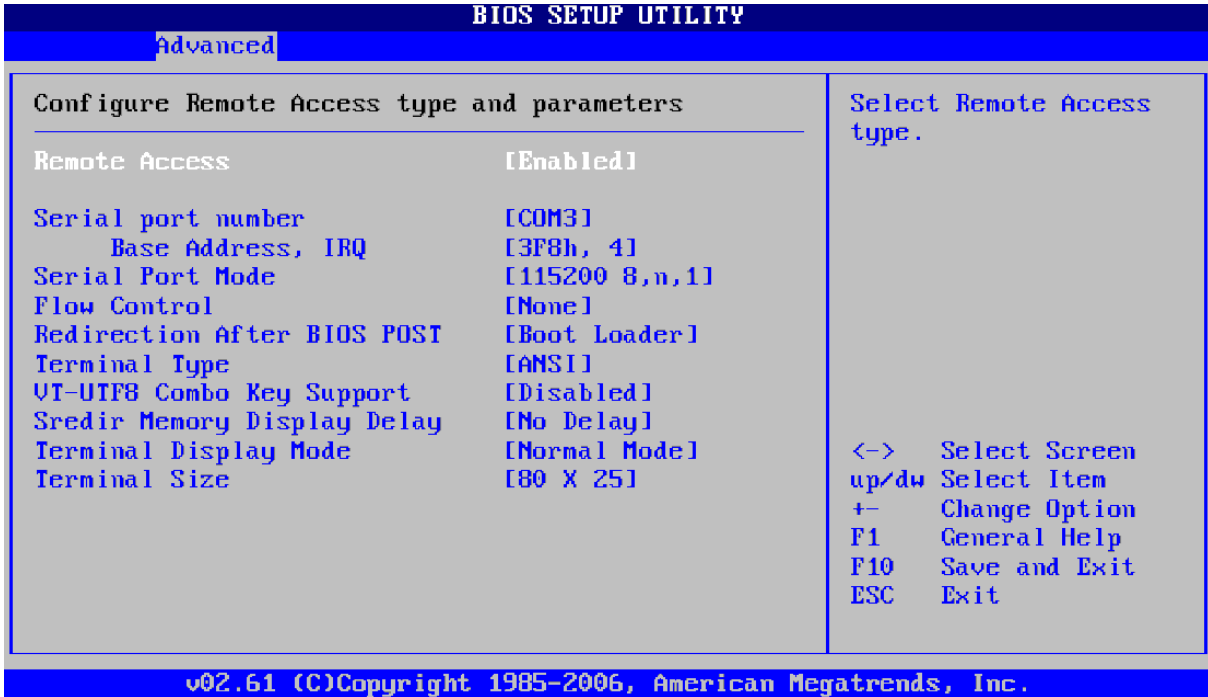 BIOS SETUP UTILITY
Advanced
Configure Remote Access type and parameters
Remote Access [Enabled]
Serial port number [COM3]
Base Address, IRQ [3F8h, 4]
Serial Port Mode [115200 8,n,1]
Flow Control [None]
Redirection After BIOS POST [Boot Loader]
Terminal Type [ANSI]
VT-UTF8 Combo Key Support [Disabled]
Sredir Memory Display Delay [No Delay]
Terminal Display Mode [Normal Mode]
Terminal Size [80 X 25]
Select Remote Access
type.
<-> Select Screen
up/dw Select Item
+- Change Option
F1 General Help
F10 Save and Exit
ESC Exit
v02.61 (C)Copyright 1985-2006, American Megatrends, Inc.